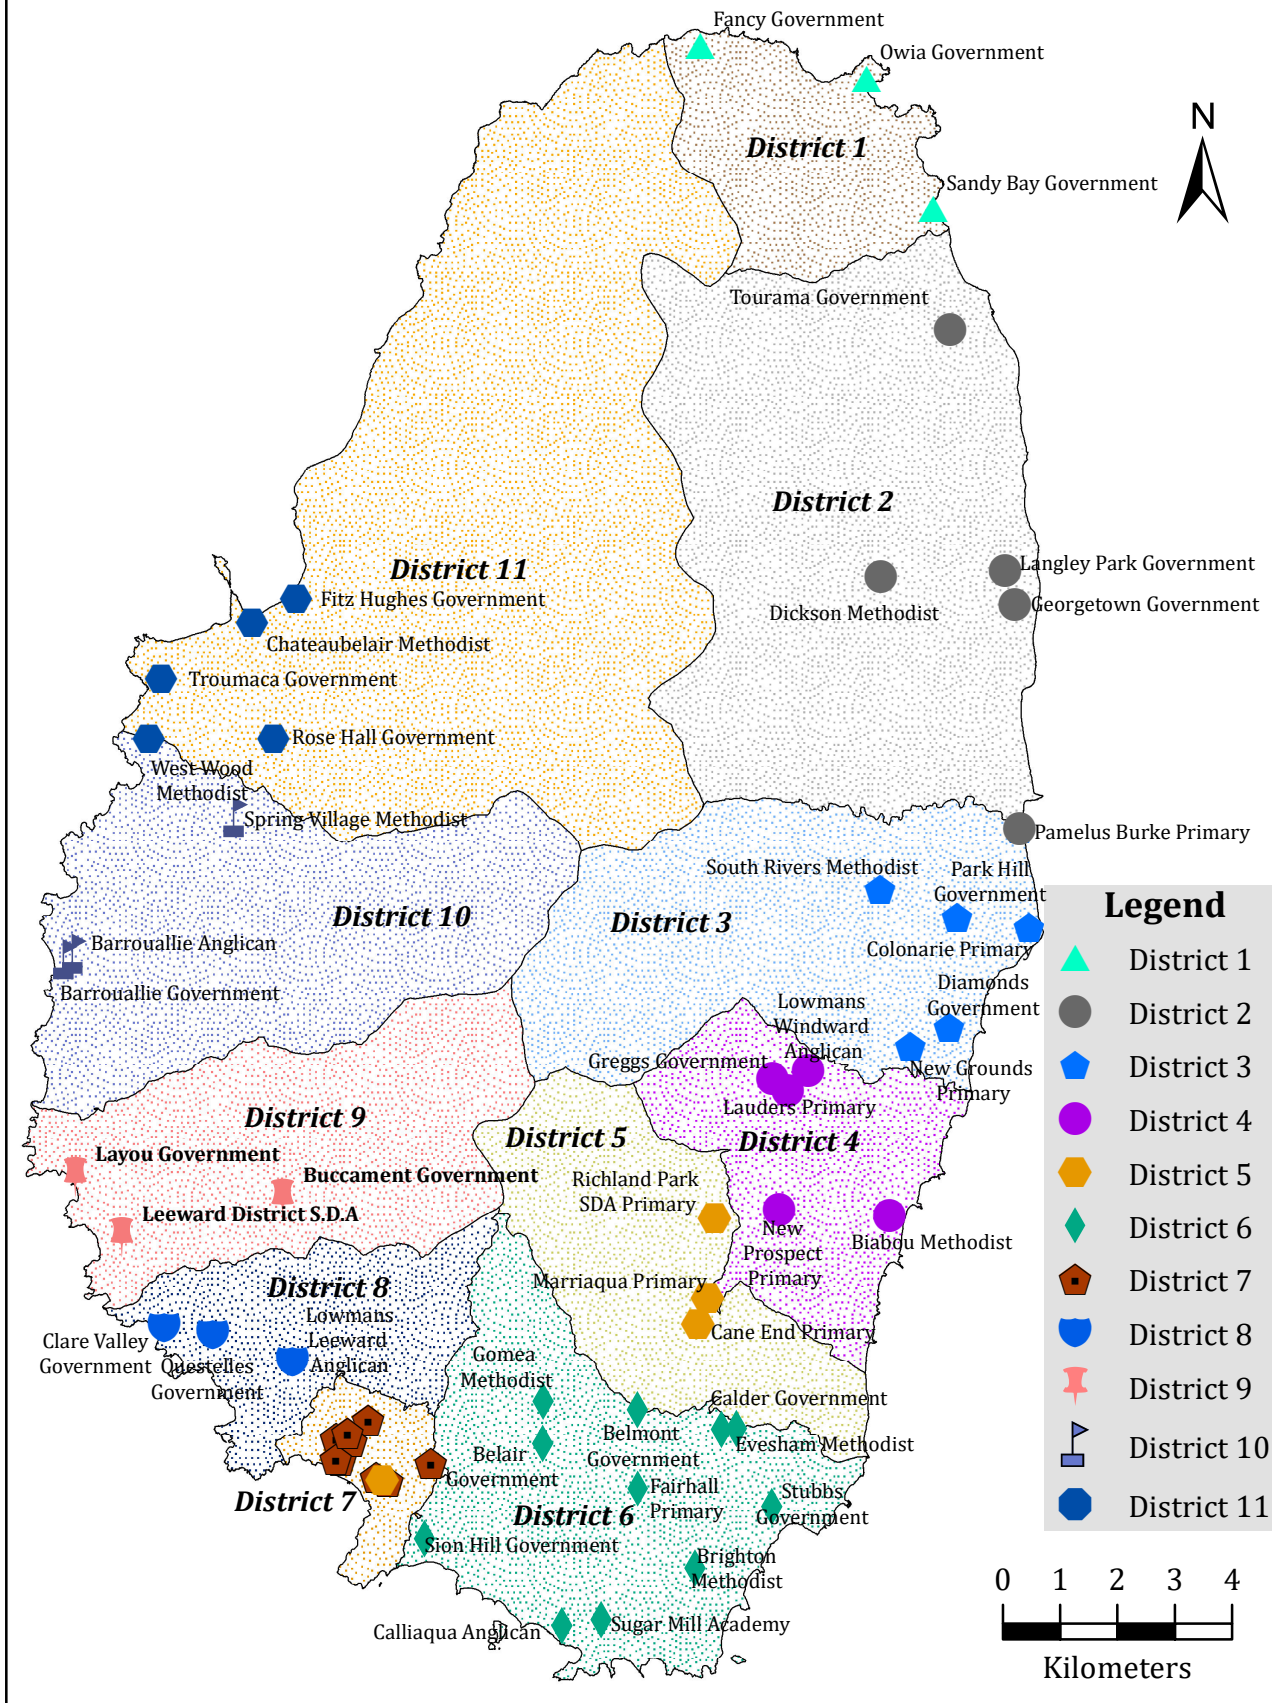 Fancy Government
Owia Government
N
District 1
Sandy Bay Government
Tourama Government
District 2
District 11
Langley Park Government
Fitz Hughes Government
Georgetown Government
Dickson Methodist
Chateaubelair Methodist
Troumaca Government
Rose Hall Government
West Wood
Methodist
Spring Village Methodist
Pamelus Burke Primary
South Rivers Methodist
Park Hill
Government
District 10
District 3
Barrouallie Anglican
Colonarie Primary
Barrouallie Government
Diamonds
Government
Lowmans
Windward
Anglican
Greggs Government
New Grounds
Primary
Lauders Primary
District 9
District 5
District 4
Layou Government
Buccament Government
Richland Park
SDA Primary
Leeward District S.D.A
New
Prospect
Primary
Biabou Methodist
District 8
Marriaqua Primary
Lowmans
Leeward
Anglican
Clare Valley
Government
Questelles
Government
Cane End Primary
Gomea
Methodist
Calder Government
Belmont
Government
Evesham Methodist
Belair
Government
District 7
Fairhall
Primary
Stubbs
Government
District 6
Sion Hill Government
Brighton
Methodist
Calliaqua Anglican
Sugar Mill Academy
Legend
District 1
District 2
District 3
District 4
District 5
District 6
District 7
District 8
District 9
District 10
District 11
0 1 2 3 4
Kilometers